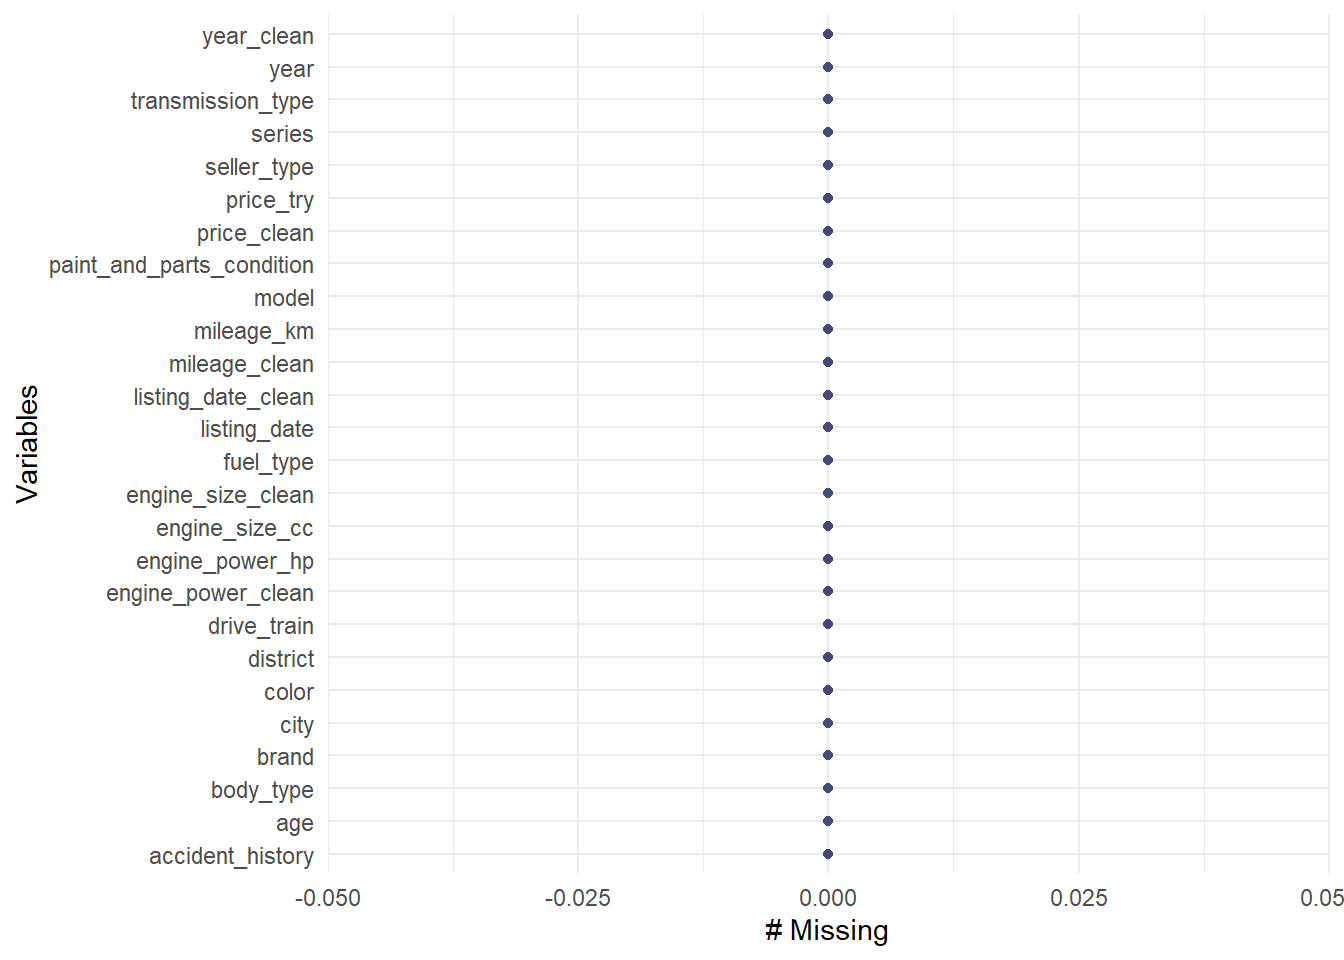 year_clean
year
transmission_type
series
seller_type
price_try
price_clean
paint_and_parts_condition
model
mileage_km
mileage_clean
listing_date_clean
listing_date
fuel_type
engine_size_clean
engine_size_cc
engine_power_hp
engine_power_clean
drive_train
district
color
city
brand
body_type
age
accident_history
Variables
-0.050 -0.025 0.000 0.025 0.05
# Missing